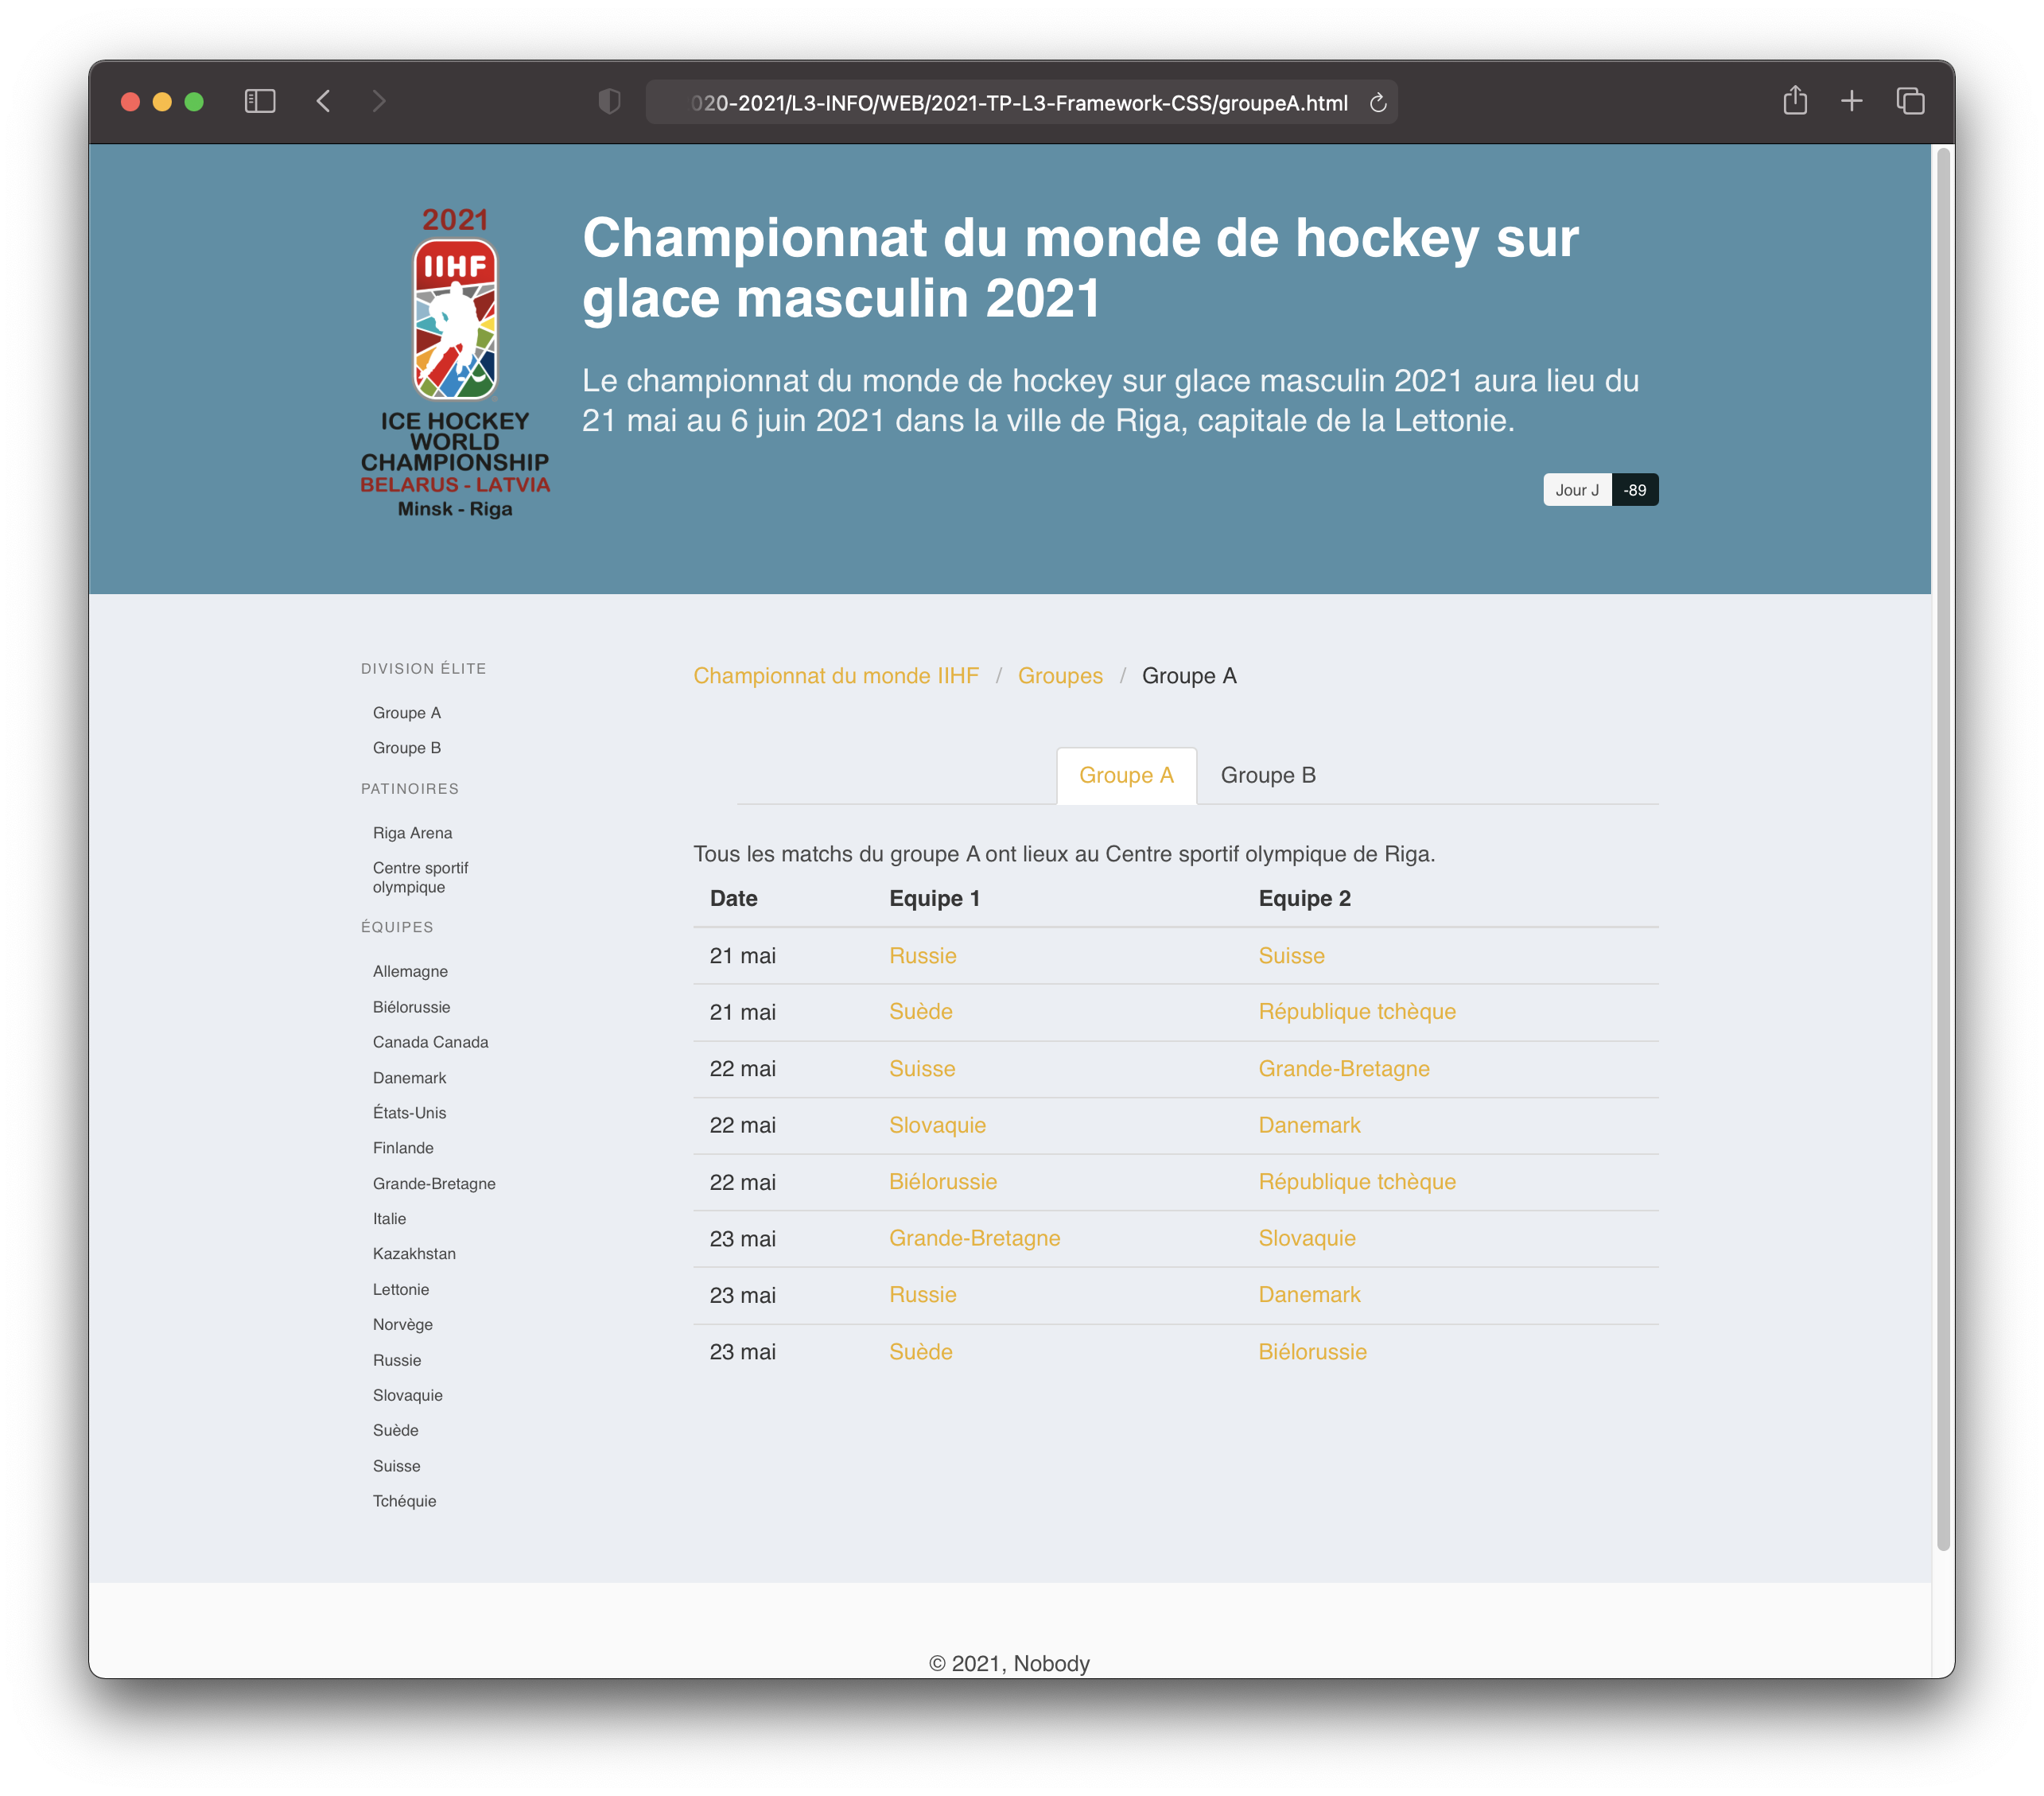 020-2021/L3-INFO/WEB/2021-TP-L3-Framework-CSS/groupeA.html
2021
IIHF
ICE HOCKEY
WORLD
CHAMPIONSHIP
BELARUS - LATVIA
Minsk - Riga
Championnat du monde de hockey sur
glace masculin 2021
Le championnat du monde de hockey sur glace masculin 2021 aura lieu du
21 mai au 6 juin 2021 dans la ville de Riga, capitale de la Lettonie.
Jour J -89
DIVISION ÉLITE
Groupe A
Groupe B
PATINOIRES
Riga Arena
Centre sportif
olympique
ÉQUIPES
Allemagne
Biélorussie
Canada Canada
Danemark
États-Unis
Finlande
Grande-Bretagne
Italie
Kazakhstan
Lettonie
Norvège
Russie
Slovaquie
Suède
Suisse
Tchéquie
Championnat du monde IIHF / Groupes / Groupe A
Groupe A Groupe B
Tous les matchs du groupe A ont lieux au Centre sportif olympique de Riga.
Date Equipe 1 Equipe 2
21 mai Russie Suisse
21 mai Suède République tchèque
22 mai Suisse Grande-Bretagne
22 mai Slovaquie Danemark
22 mai Biélorussie République tchèque
23 mai Grande-Bretagne Slovaquie
23 mai Russie Danemark
23 mai Suède Biélorussie
© 2021, Nobody